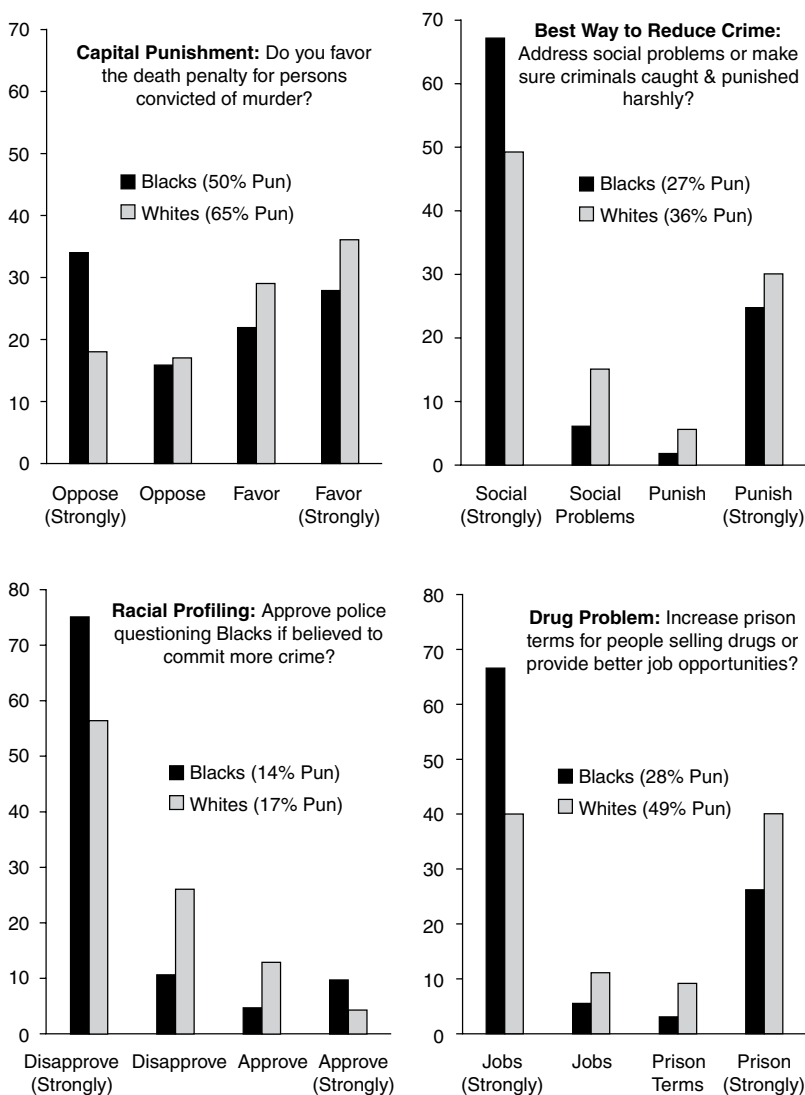 Capital Punishment: Do you favor
the death penalty for persons
convicted of murder?
70
60
50
40
30
20
10
0
Blacks (50% Pun)
Whites (65% Pun)
Oppose
(Strongly)
Oppose
Favor
Favor
(Strongly)
Best Way to Reduce Crime:
Address social problems or make
sure criminals caught & punished
harshly?
70
60
50
40
30
20
10
0
Blacks (27% Pun)
Whites (36% Pun)
Social
(Strongly)
Social
Problems
Punish
Punish
(Strongly)
Racial Profiling: Approve police
questioning Blacks if believed to
commit more crime?
80
70
60
50
40
30
20
10
0
Blacks (14% Pun)
Whites (17% Pun)
Disapprove
(Strongly)
Disapprove
Approve
Approve
(Strongly)
Drug Problem: Increase prison
terms for people selling drugs or
provide better job opportunities?
80
70
60
50
40
30
20
10
0
Blacks (28% Pun)
Whites (49% Pun)
Jobs
(Strongly)
Jobs
Prison
Terms
Prison
(Strongly)